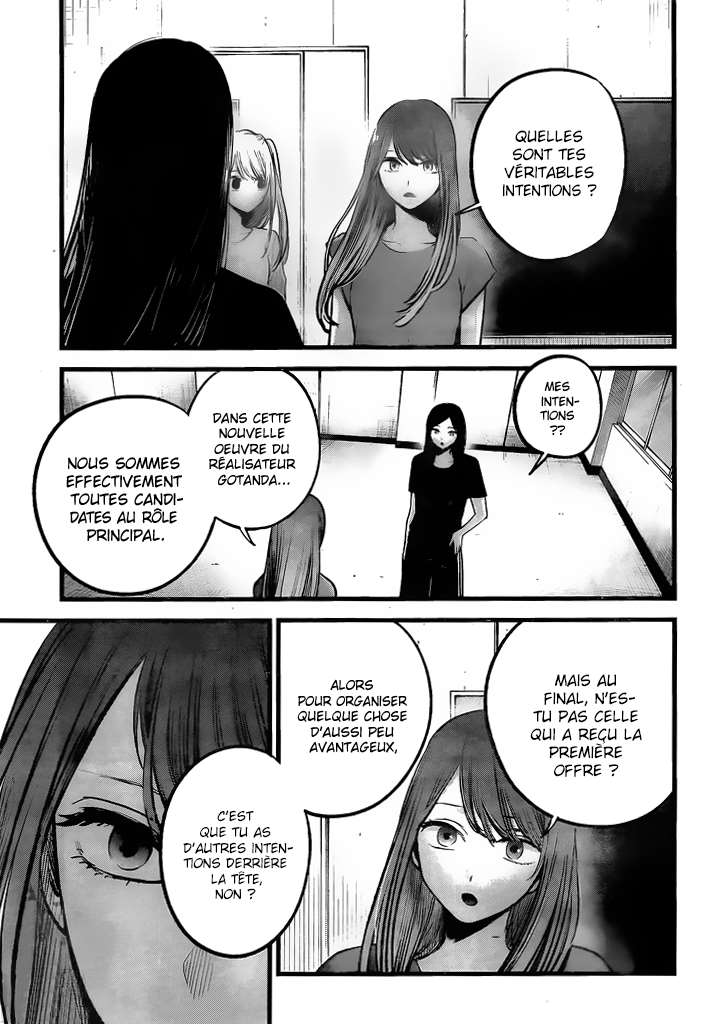 QUELLES
SONT TES
VÉRITABLES
INTENTIONS ?
MES
INTEN-
TIONS
??
DANS CETTE
NOUVELLE
OEUVRE DU
RÉALISATEUR
GOTANDA...
NOUS SOMMES
EFFECTIVEMENT
TOUTES CANDI-
DATES AU RÔLE
PRINCIPAL.
MAIS AU
FINAL, N'ES-
TU PAS CELLE
QUI A REÇU LA
PREMIÈRE
OFFRE ?
ALORS
POUR ORGANISER
QUELQUE CHOSE
D'AUSSI PEU
AVANTAGEUX,
C'EST
QUE TU AS
D'AUTRES INTEN-
TIONS DERRIÈRE
LA TÊTE,
NON ?